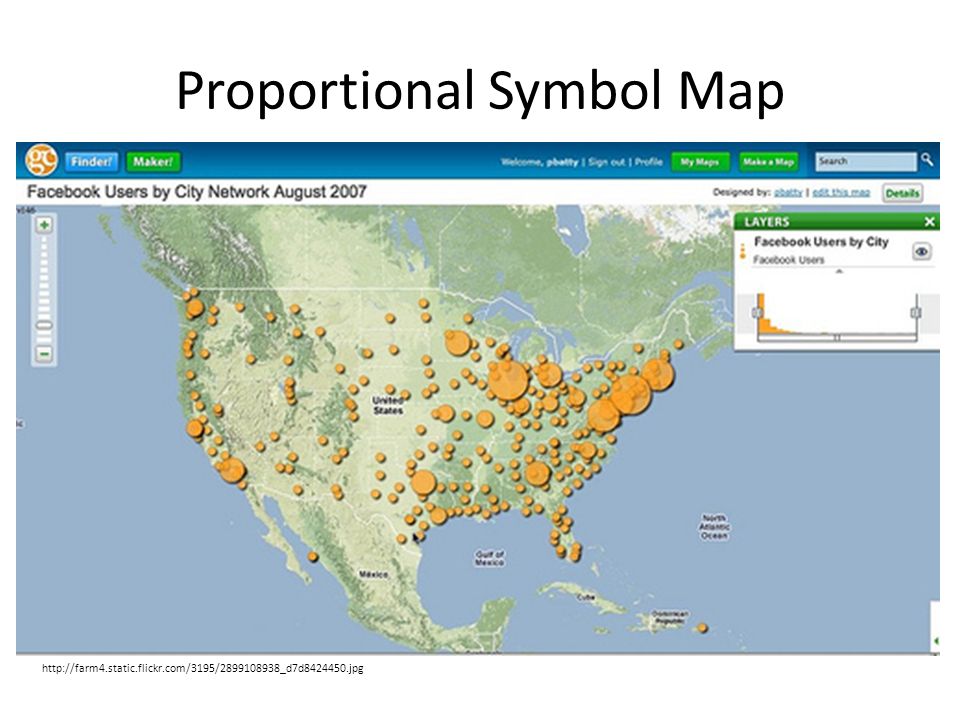 Proportional Symbol Map
gc Finder! Maker! Welcome, pbatty | Sign out | Profile My Maps Make a Map Search
Facebook Users by City Network August 2007 Designed by: pbatty | edit this map Details
LAYERS
Facebook Users by City
Facebook Users
United
States
North
Atlantic
Ocean
Gulf of
Mexico
México
Cuba
Dominican
Republic
http://farm4.static.flickr.com/3195/2899108938_d7d8424450.jpg